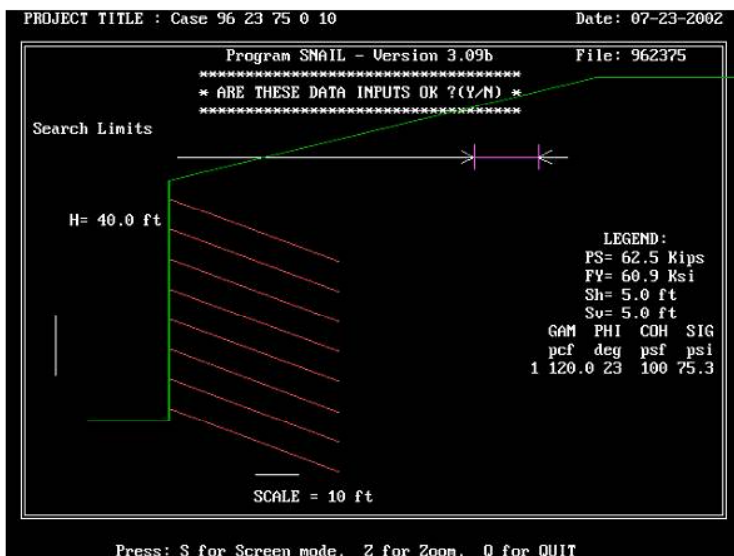 PROJECT TITLE : Case 96 23 75 0 10 Date: 07-23-2002
Program SNAIL - Version 3.09b File: 962375
**********************************
* ARE THESE DATA INPUTS OK ?(Y/N) *
**********************************
Search Limits
H= 40.0 ft
LEGEND:
PS= 62.5 Kips
FY= 60.9 Ksi
Sh= 5.0 ft
Sv= 5.0 ft
GAM PHI COH SIG
pcf deg psf psi
1 120.0 23 100 75.3
SCALE = 10 ft
Press: S for Screen mode, Z for Zoom, Q for QUIT